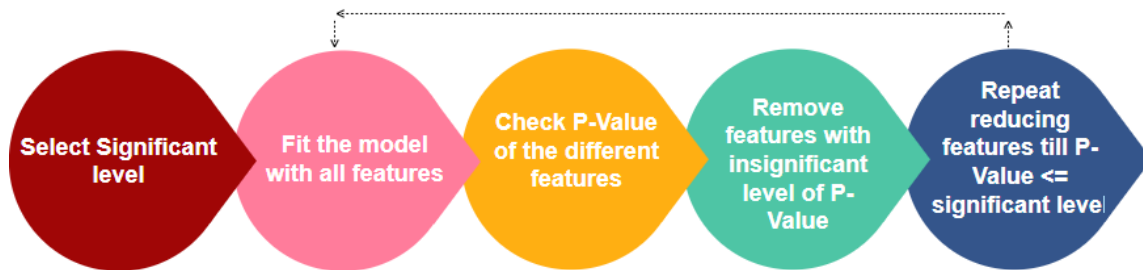 Select Significant
level
Fit the model
with all features
Check P-Value
of the different
features
Remove
features with
insignificant
level of P-
Value
Repeat
reducing
features till P-
Value <=
significant level